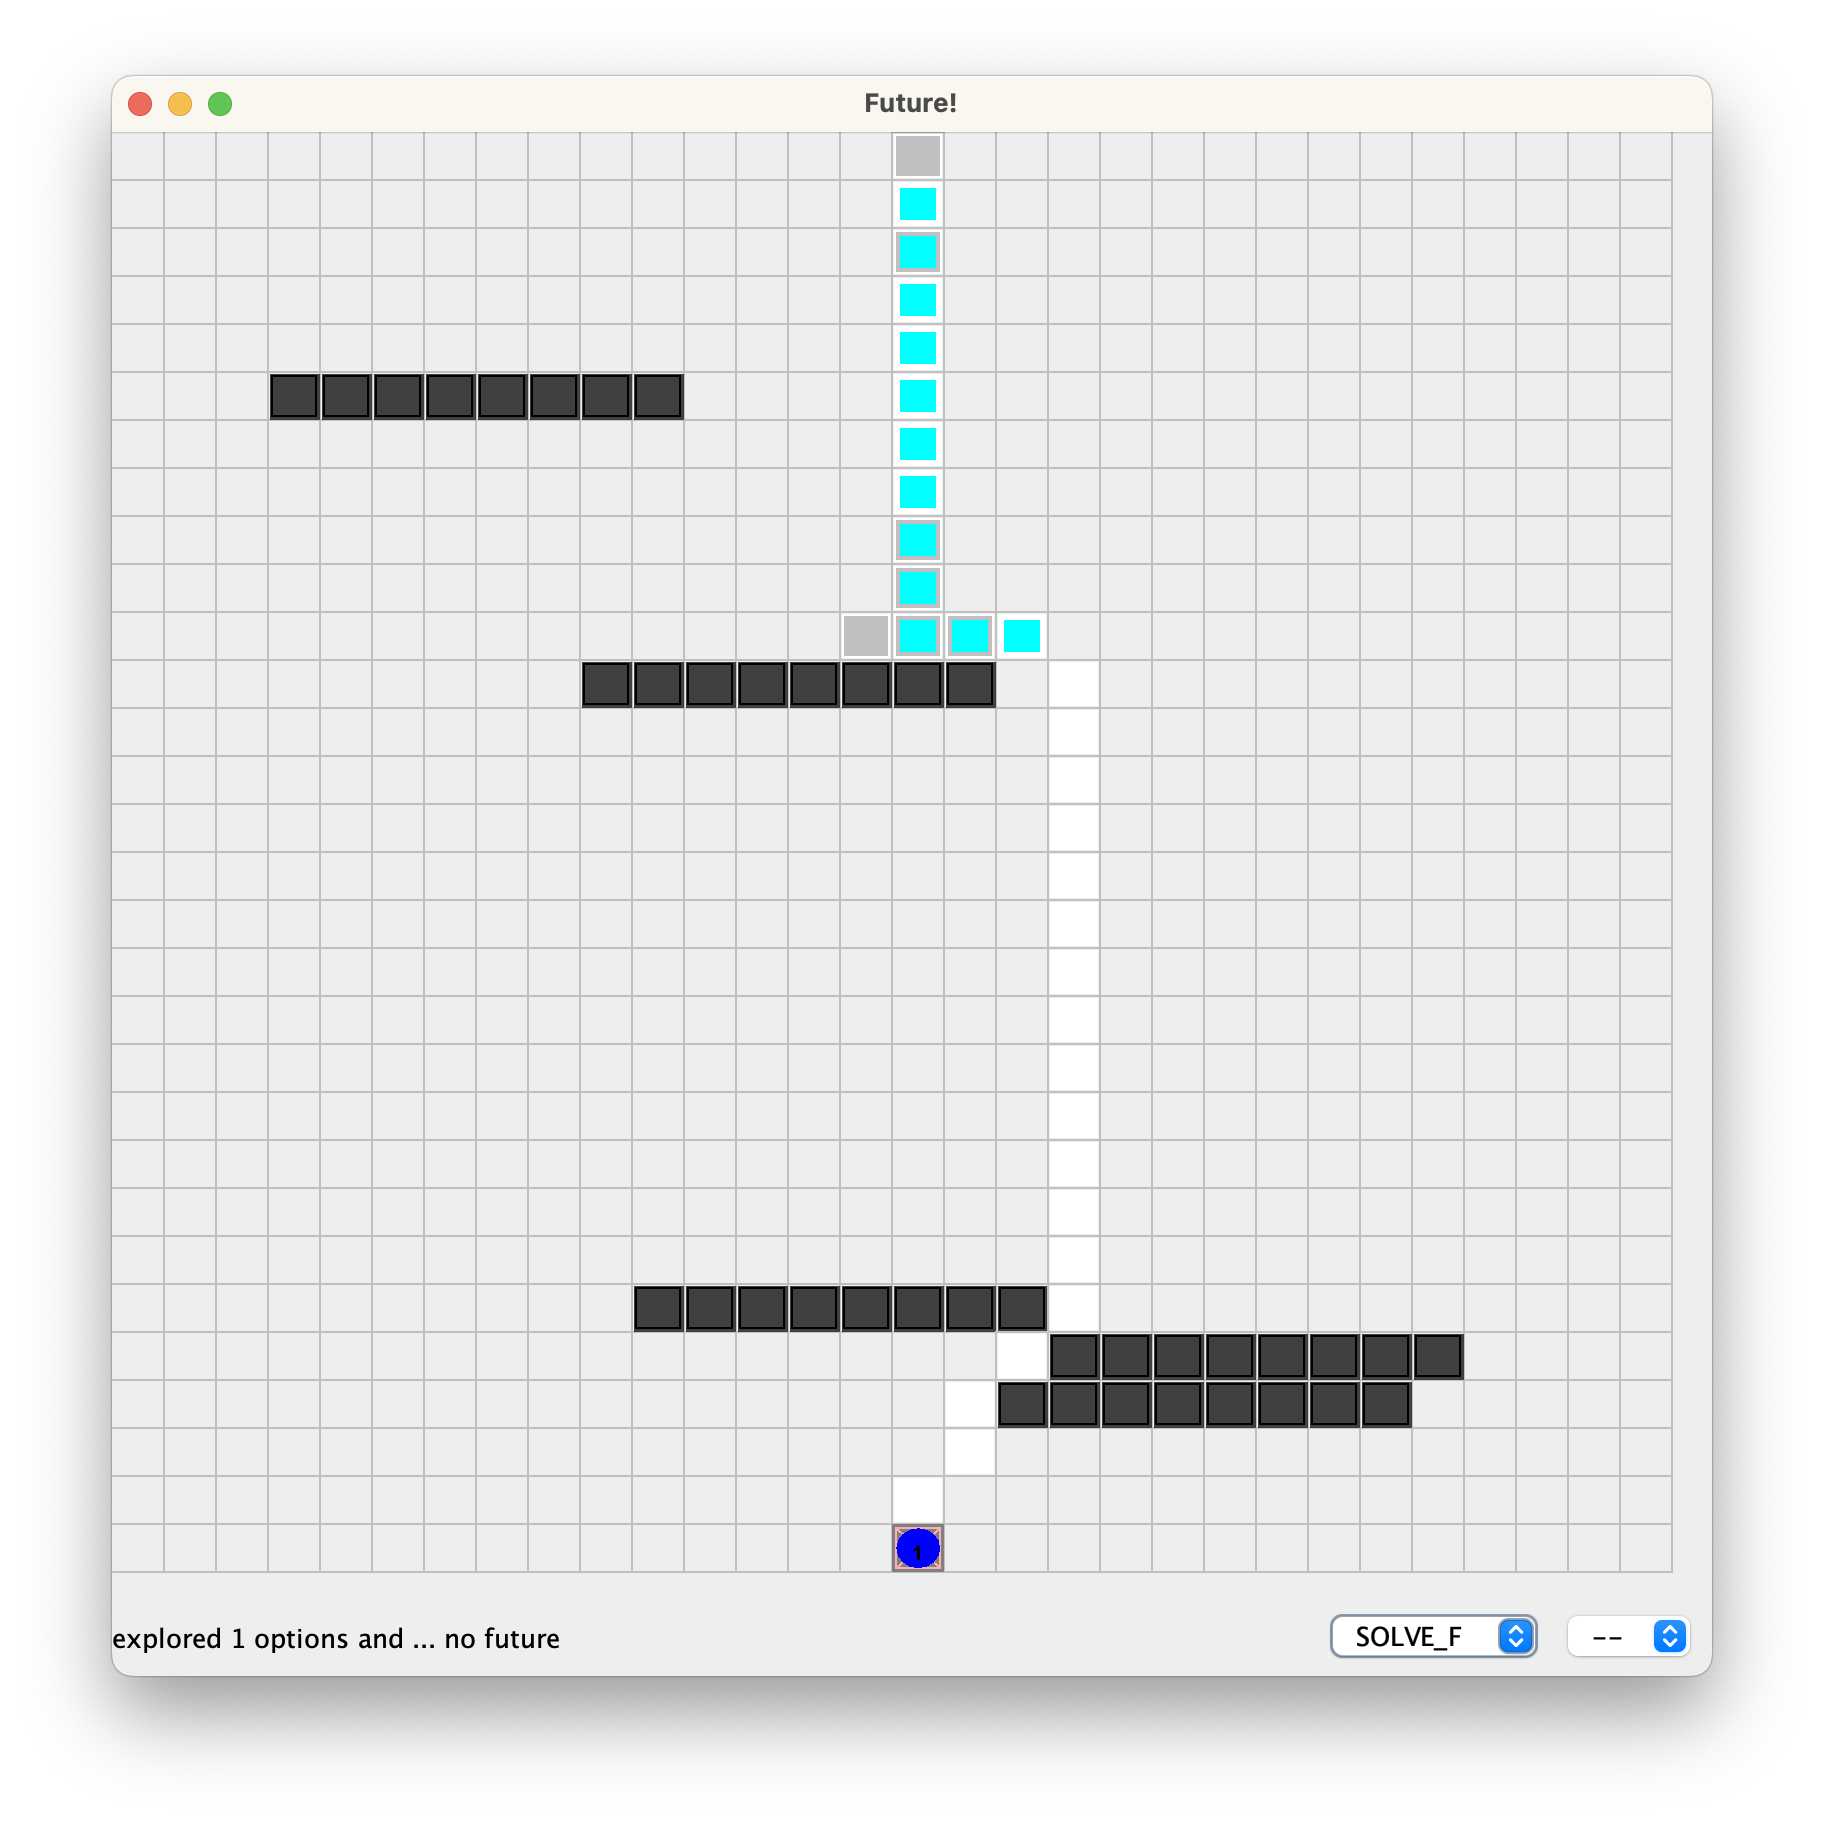 Future!
1
explored 1 options and ... no future
SOLVE_F
--